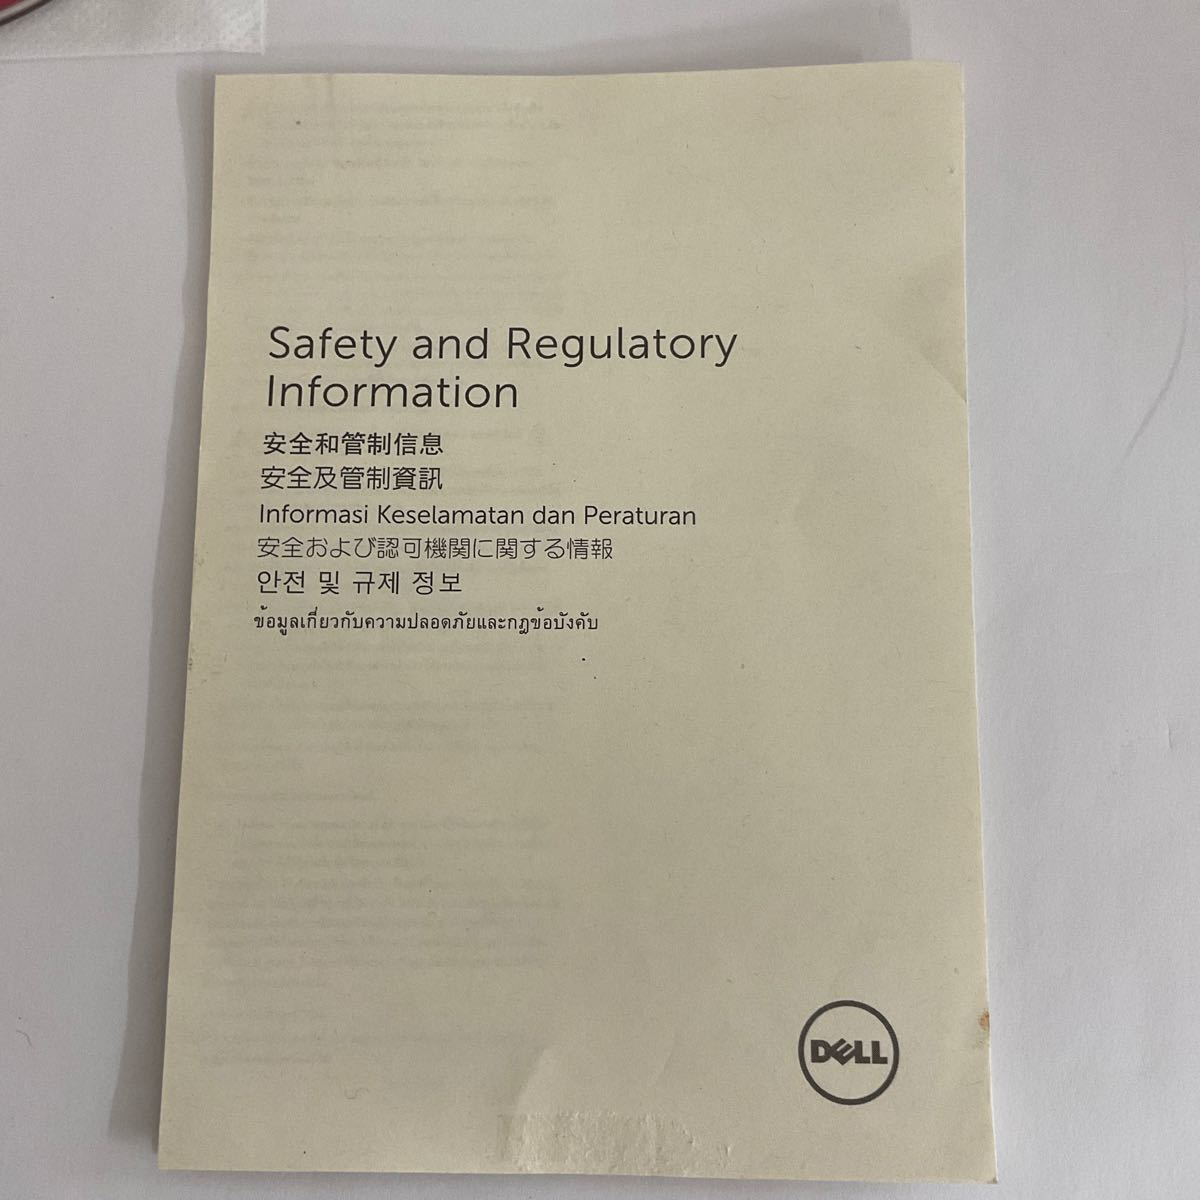 Safety and Regulatory
Information
安全和管制信息
安全及管制資訊
Informasi Keselamatan dan Peraturan
安全および認可機関に関する情報
안전 및 규제 정보
ข้อมูลเกี่ยวกับความปลอดภัยและกฎข้อบังคับ
DELL